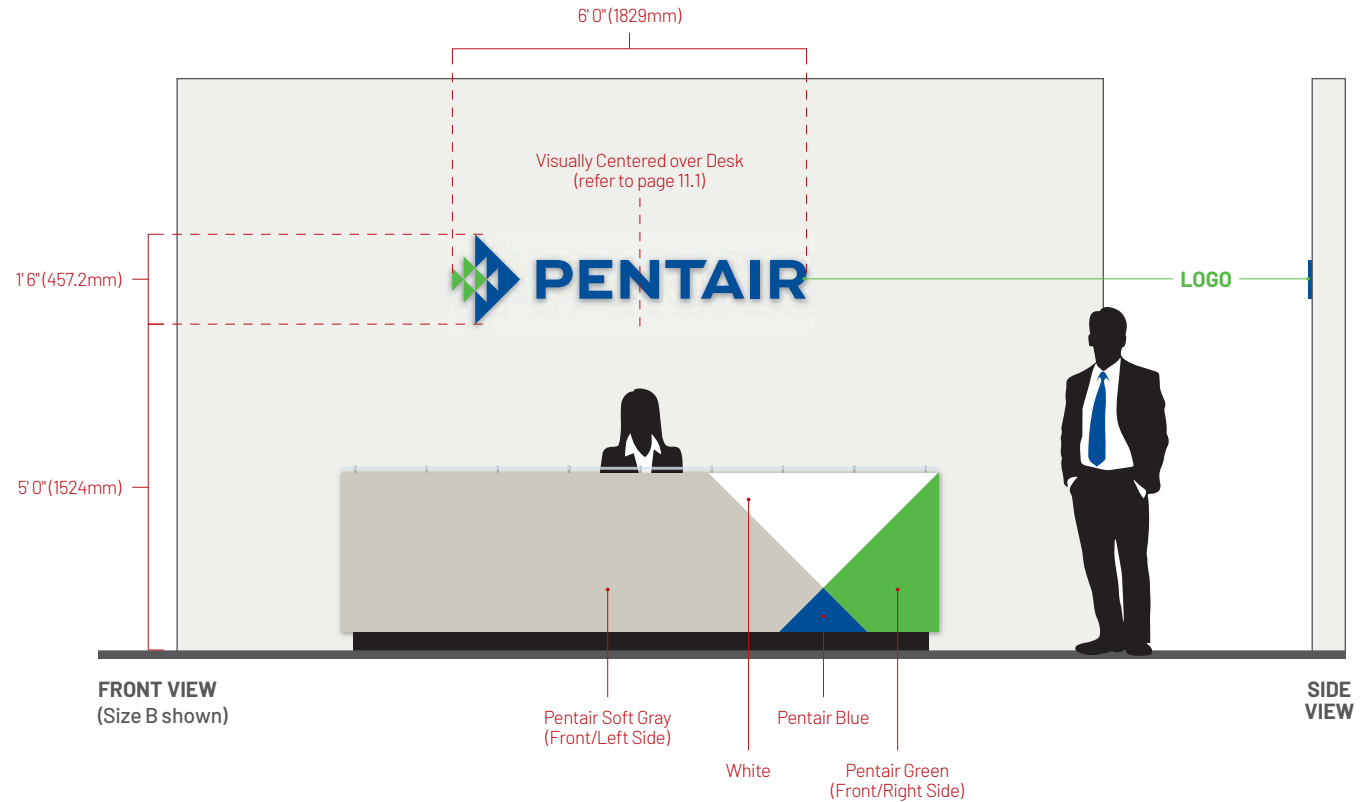 6' 0" (1829mm)
Visually Centered over Desk
(refer to page 11.1)
1' 6" (457.2mm)
PENTAIR
LOGO
5' 0" (1524mm)
FRONT VIEW
(Size B shown)
SIDE
VIEW
Pentair Soft Gray
(Front/Left Side)
Pentair Blue
White
Pentair Green
(Front/Right Side)